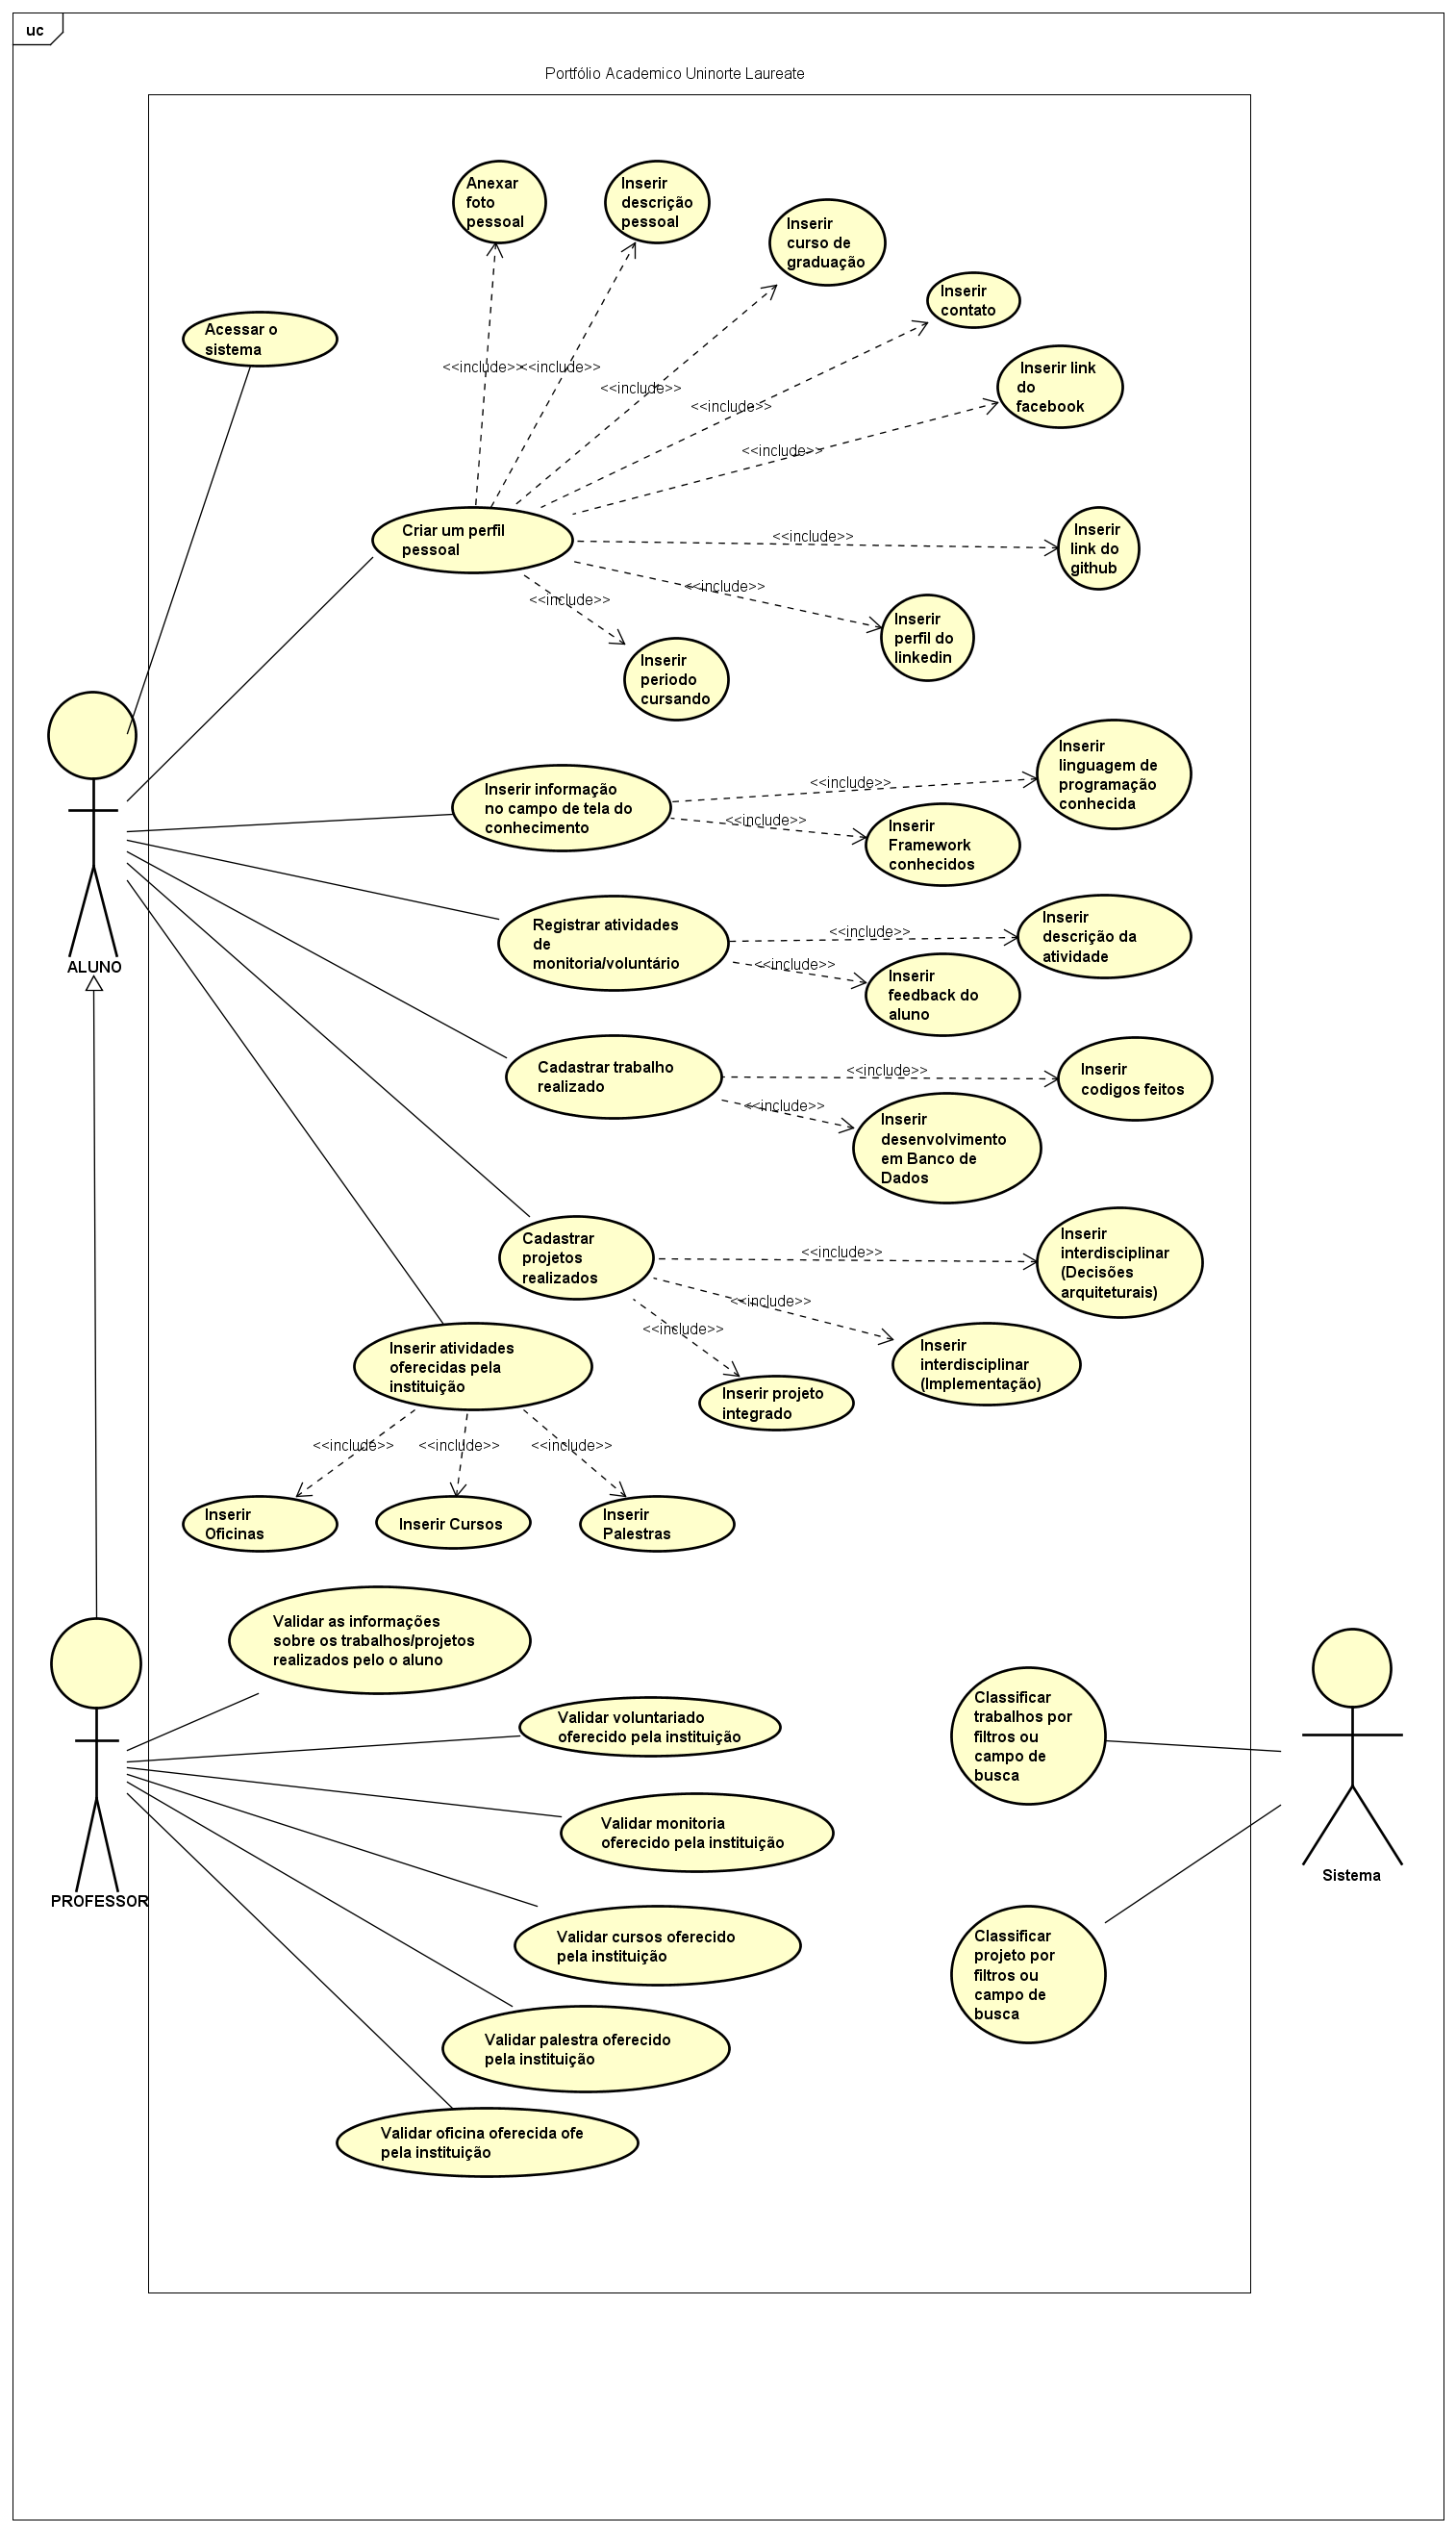 uc
Portfólio Academico Uninorte Laureate
Anexar
foto
pessoal
Inserir
descrição
pessoal
Inserir
curso de
graduação
Inserir
contato
Acessar o
sistema
Inserir link
do
facebook
<<include>>
<<include>>
<<include>>
<<include>>
<<include>>
Criar um perfil
pessoal
<<include>>
Inserir
link do
github
<<include>>
<<include>>
Inserir
perfil do
linkedin
Inserir
periodo
cursando
Inserir informação
no campo de tela do
conhecimento
<<include>>
<<include>>
Inserir
linguagem de
programação
conhecida
Inserir
Framework
conhecidos
Registrar atividades
de
monitoria/voluntário
<<include>>
<<include>>
Inserir
descrição da
atividade
Inserir
feedback do
aluno
ALUNO
Cadastrar trabalho
realizado
<<include>>
<<include>>
Inserir
codigos feitos
Inserir
desenvolvimento
em Banco de
Dados
Cadastrar
projetos
realizados
<<include>>
<<include>>
<<include>>
Inserir
interdisciplinar
(Decisões
arquiteturais)
Inserir
interdisciplinar
(Implementação)
Inserir projeto
integrado
Inserir atividades
oferecidas pela
instituição
<<include>>
<<include>>
<<include>>
Inserir
Oficinas
Inserir Cursos
Inserir
Palestras
Validar as informações
sobre os trabalhos/projetos
realizados pelo o aluno
Validar voluntariado
oferecido pela instituição
Classificar
trabalhos por
filtros ou
campo de
busca
Validar monitoria
oferecido pela instituição
Sistema
PROFESSOR
Validar cursos oferecido
pela instituição
Classificar
projeto por
filtros ou
campo de
busca
Validar palestra oferecido
pela instituição
Validar oficina oferecida ofe
pela instituição